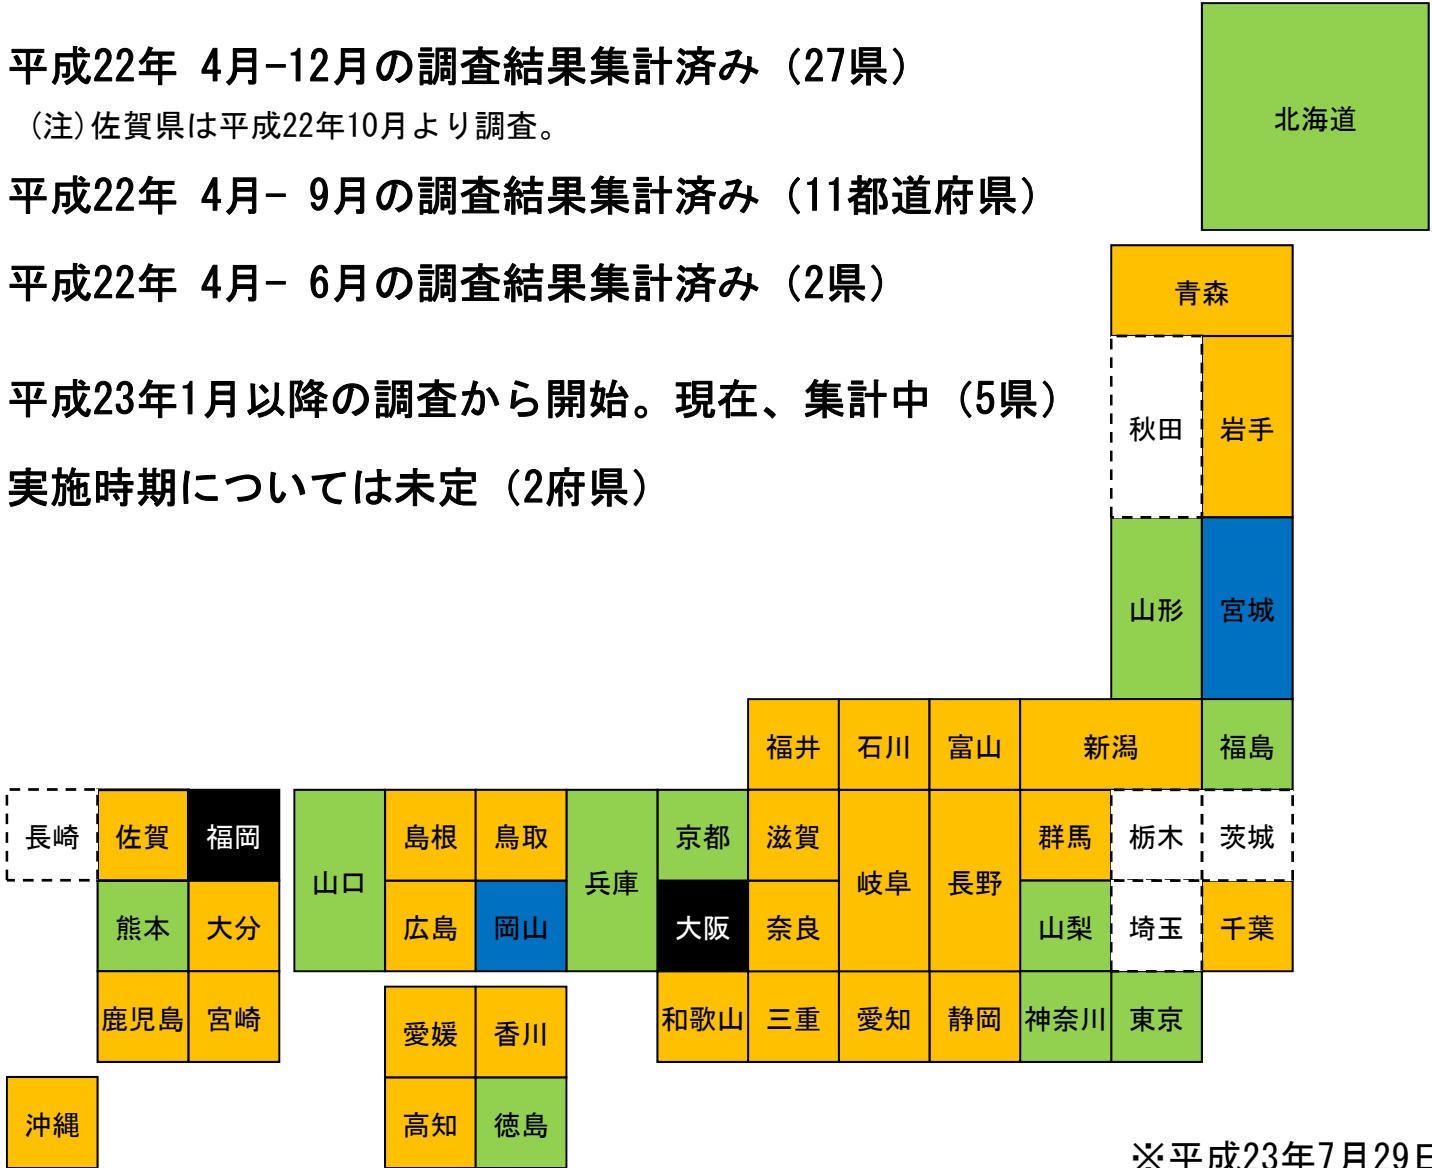 平成22年 4月-12月の調査結果集計済み（27県）
(注)佐賀県は平成22年10月より調査。
平成22年 4月- 9月の調査結果集計済み（11都道府県）
平成22年 4月- 6月の調査結果集計済み（2県）
平成23年1月以降の調査から開始。現在、集計中（5県）
実施時期については未定（2府県）
北海道
青森
秋田 岩手
山形 宮城
福井 石川 富山 新潟 福島
長崎 佐賀 福岡 島根 鳥取 京都 滋賀 群馬 栃木 茨城
山口 兵庫 岐阜 長野
熊本 大分 広島 岡山 大阪 奈良 山梨 埼玉 千葉
鹿児島 宮崎 和歌山 三重 愛知 静岡 神奈川 東京
愛媛 香川
沖縄 高知 徳島
※平成23年7月29日